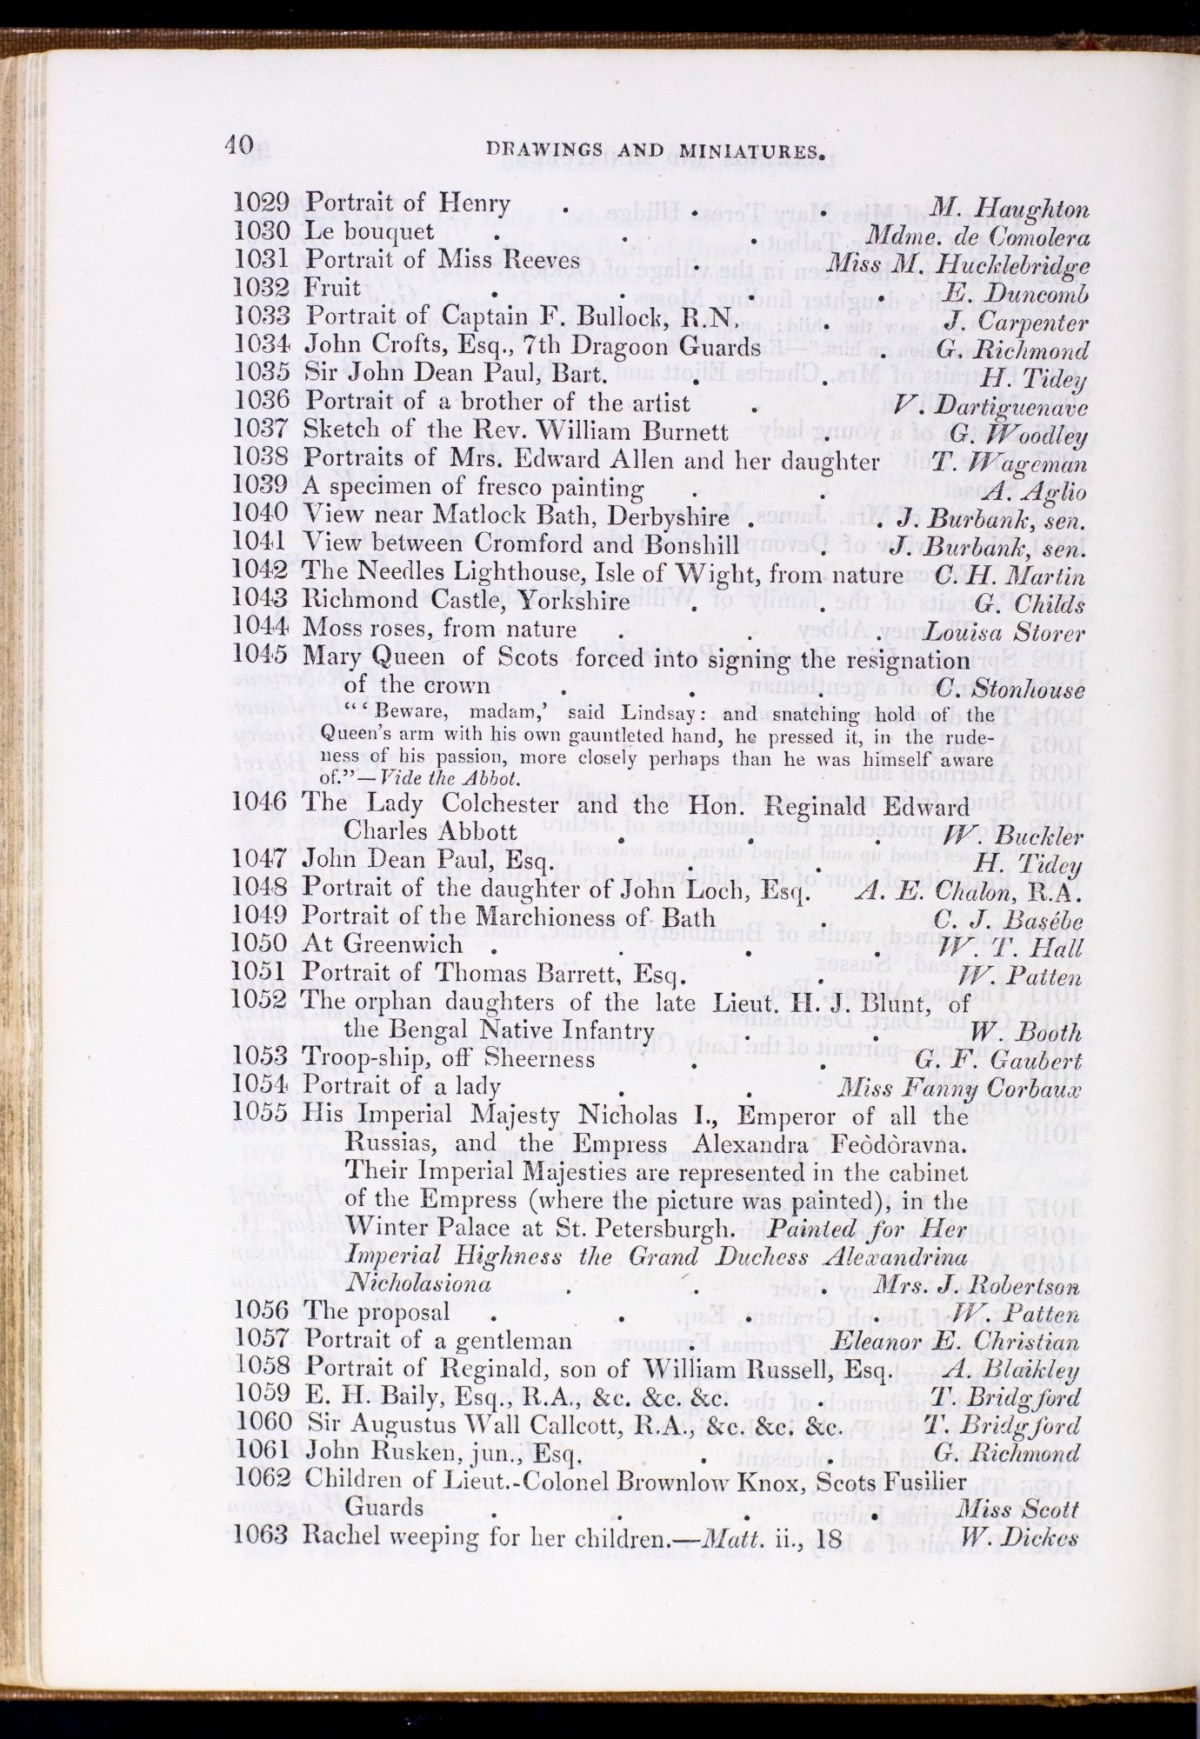 40
DRAWINGS AND MINIATURES.
1029 Portrait of Henry . . . M. Haughton
1030 Le bouquet . . . Mdme. de Comolera
1031 Portrait of Miss Reeves . Miss M. Hucklebridge
1032 Fruit . . . . E. Duncomb
1033 Portrait of Captain F. Bullock, R.N. . J. Carpenter
1034 John Crofts, Esq., 7th Dragoon Guards . G. Richmond
1035 Sir John Dean Paul, Bart. . . H. Tidey
1036 Portrait of a brother of the artist . V. Dartiguenave
1037 Sketch of the Rev. William Burnett . G. Woodley
1038 Portraits of Mrs. Edward Allen and her daughter T. Wageman
1039 A specimen of fresco painting . . A. Aglio
1040 View near Matlock Bath, Derbyshire . . J. Burbank, sen.
1041 View between Cromford and Bonshill . J. Burbank, sen.
1042 The Needles Lighthouse, Isle of Wight, from nature C. H. Martin
1043 Richmond Castle, Yorkshire . . G. Childs
1044 Moss roses, from nature . . . Louisa Storer
1045 Mary Queen of Scots forced into signing the resignation
of the crown . . . C. Stonhouse
“‘Beware, madam,’ said Lindsay: and snatching hold of the
Queen's arm with his own gauntleted hand, he pressed it, in the rude-
ness of his passion, more closely perhaps than he was himself aware
of.”—Vide the Abbot.
1046 The Lady Colchester and the Hon. Reginald Edward
Charles Abbott . . . W. Buckler
1047 John Dean Paul, Esq. . . H. Tidey
1048 Portrait of the daughter of John Loch, Esq. A. E. Chalon, R.A.
1049 Portrait of the Marchioness of Bath . C. J. Basébe
1050 At Greenwich . . . . W. T. Hall
1051 Portrait of Thomas Barrett, Esq. . W. Patten
1052 The orphan daughters of the late Lieut. H. J. Blunt, of
the Bengal Native Infantry . . W. Booth
1053 Troop-ship, off Sheerness . . G. F. Gaubert
1054 Portrait of a lady . . Miss Fanny Corbaux
1055 His Imperial Majesty Nicholas I., Emperor of all the
Russias, and the Empress Alexandra Feòdòravna.
Their Imperial Majesties are represented in the cabinet
of the Empress (where the picture was painted), in the
Winter Palace at St. Petersburgh. Painted for Her
Imperial Highness the Grand Duchess Alexandrina
Nicholasiona . . . Mrs. J. Robertson
1056 The proposal . . . . W. Patten
1057 Portrait of a gentleman . Eleanor E. Christian
1058 Portrait of Reginald, son of William Russell, Esq. A. Blaikley
1059 E. H. Baily, Esq., R.A., &c. &c. &c. . T. Bridgford
1060 Sir Augustus Wall Callcott, R.A., &c. &c. &c. T. Bridgford
1061 John Rusken, jun., Esq. . . G. Richmond
1062 Children of Lieut.-Colonel Brownlow Knox, Scots Fusilier
Guards . . . . Miss Scott
1063 Rachel weeping for her children.—Matt. ii., 18 W. Dickes